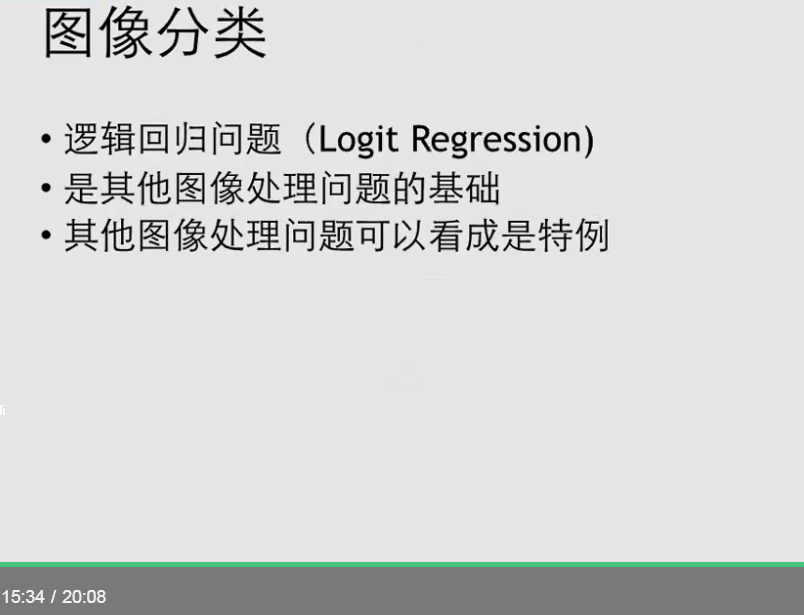 图像分类
• 逻辑回归问题（Logit Regression)
• 是其他图像处理问题的基础
• 其他图像处理问题可以看成是特例
15:34 / 20:08